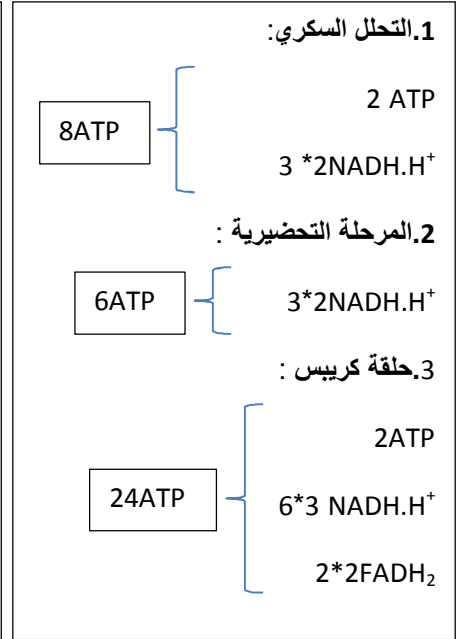 1.التحلل السكري:
2 ATP
8ATP
3 *2NADH.H⁺
2.المرحلة التحضيرية :
6ATP
3*2NADH.H⁺
3.حلقة كريبس :
2ATP
24ATP
6*3 NADH.H⁺
2*2FADH₂